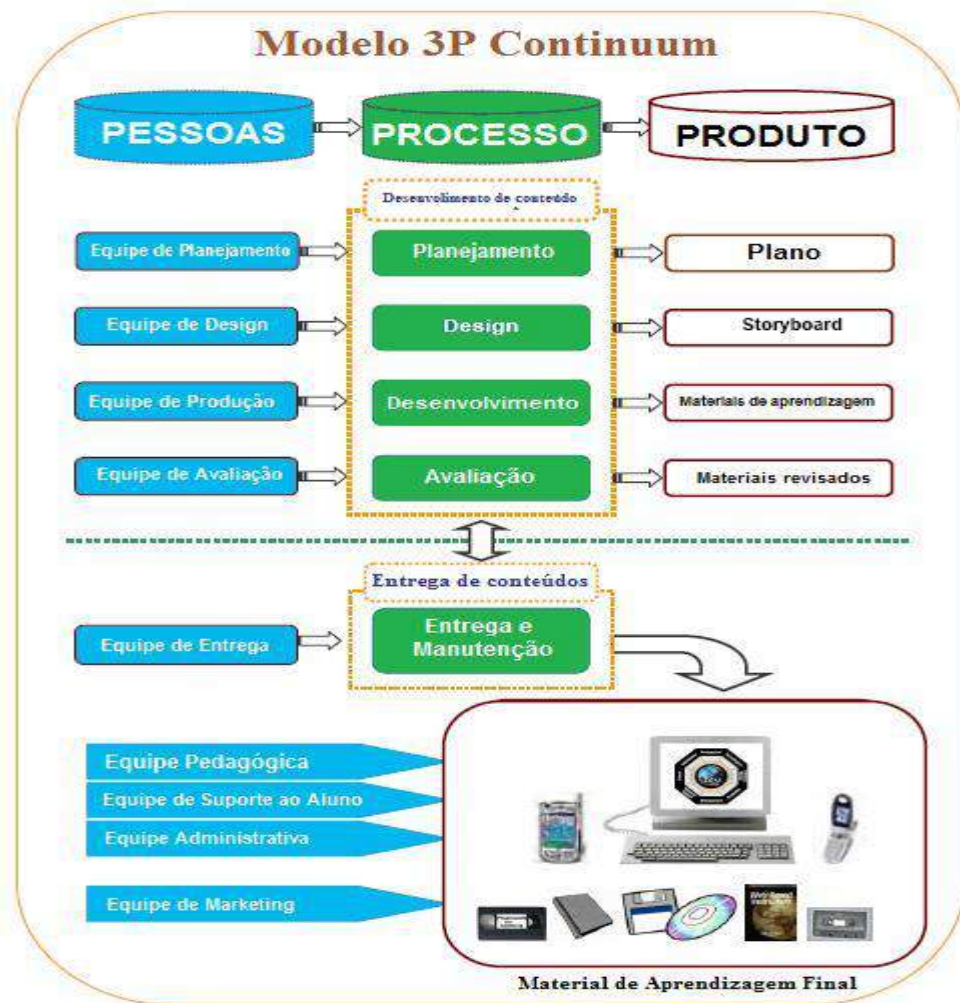 Modelo 3P Continuum
PESSOAS
PROCESSO
PRODUTO
Desenvolimento de conteúdo
Equipe de Planejamento
Planejamento
Plano
Equipe de Design
Design
Storyboard
Equipe de Produção
Desenvolvimento
Materiais de aprendizagem
Equipe de Avaliação
Avaliação
Materiais revisados
Entrega de conteúdos
Equipe de Entrega
Entrega e
Manutenção
Equipe Pedagógica
Equipe de Suporte ao Aluno
Equipe Administrativa
Equipe de Marketing
Material de Aprendizagem Final